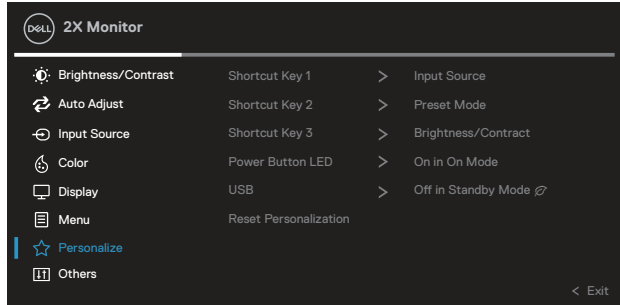 DELL 2X Monitor
Brightness/Contrast Shortcut Key 1 > Input Source
Auto Adjust Shortcut Key 2 > Preset Mode
Input Source Shortcut Key 3 > Brightness/Contract
Color Power Button LED > On in On Mode
Display USB > Off in Standby Mode
Menu Reset Personalization
Personalize
Others
< Exit